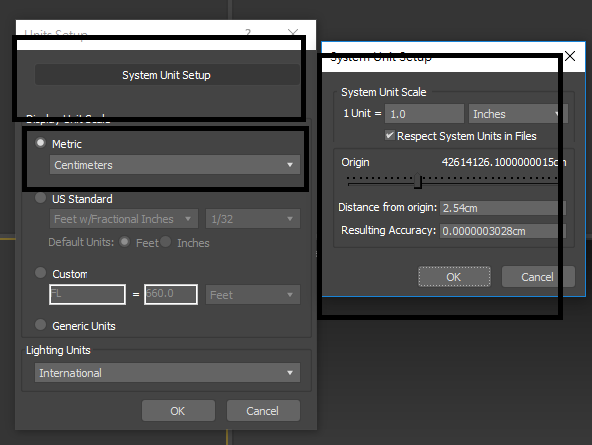 Units Setup
?
System Unit Setup
Display Unit Scale
Metric
Centimeters
US Standard
Feet w/Fractional Inches
1/32
Default Units:
Feet
Inches
Custom
FL
=
660.0
Feet
Generic Units
Lighting Units
International
OK
Cancel
System Unit Setup
System Unit Scale
1 Unit =
1.0
Inches
Respect System Units in Files
Origin
42614126.1000000015cm
Distance from origin:
2.54cm
Resulting Accuracy:
0.0000003028cm
OK
Cancel